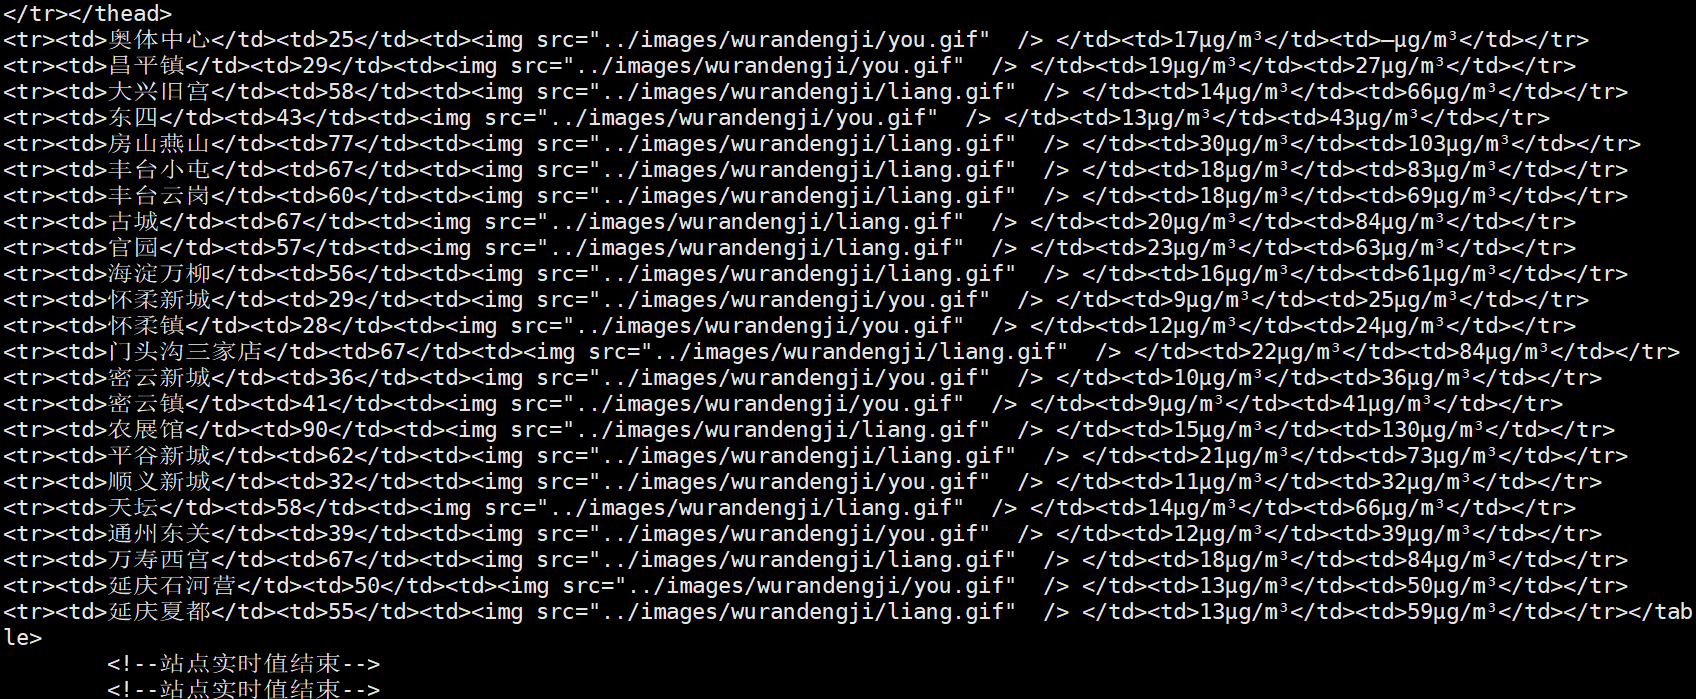 </tr></thead>
<tr><td>奥体中心</td><td>25</td><td><img src="../images/wurandengji/you.gif"  /> </td><td>17μg/m³</td><td>—μg/m³</td></tr>
<tr><td>昌平镇</td><td>29</td><td><img src="../images/wurandengji/you.gif"  /> </td><td>19μg/m³</td><td>27μg/m³</td></tr>
<tr><td>大兴旧宫</td><td>58</td><td><img src="../images/wurandengji/liang.gif"  /> </td><td>14μg/m³</td><td>66μg/m³</td></tr>
<tr><td>东四</td><td>43</td><td><img src="../images/wurandengji/you.gif"  /> </td><td>13μg/m³</td><td>43μg/m³</td></tr>
<tr><td>房山燕山</td><td>77</td><td><img src="../images/wurandengji/liang.gif"  /> </td><td>30μg/m³</td><td>103μg/m³</td></tr>
<tr><td>丰台小屯</td><td>67</td><td><img src="../images/wurandengji/liang.gif"  /> </td><td>18μg/m³</td><td>83μg/m³</td></tr>
<tr><td>丰台云岗</td><td>60</td><td><img src="../images/wurandengji/liang.gif"  /> </td><td>18μg/m³</td><td>69μg/m³</td></tr>
<tr><td>古城</td><td>67</td><td><img src="../images/wurandengji/liang.gif"  /> </td><td>20μg/m³</td><td>84μg/m³</td></tr>
<tr><td>官园</td><td>57</td><td><img src="../images/wurandengji/liang.gif"  /> </td><td>23μg/m³</td><td>63μg/m³</td></tr>
<tr><td>海淀万柳</td><td>56</td><td><img src="../images/wurandengji/liang.gif"  /> </td><td>16μg/m³</td><td>61μg/m³</td></tr>
<tr><td>怀柔新城</td><td>29</td><td><img src="../images/wurandengji/you.gif"  /> </td><td>9μg/m³</td><td>25μg/m³</td></tr>
<tr><td>怀柔镇</td><td>28</td><td><img src="../images/wurandengji/you.gif"  /> </td><td>12μg/m³</td><td>24μg/m³</td></tr>
<tr><td>门头沟三家店</td><td>67</td><td><img src="../images/wurandengji/liang.gif"  /> </td><td>22μg/m³</td><td>84μg/m³</td></tr>
<tr><td>密云新城</td><td>36</td><td><img src="../images/wurandengji/you.gif"  /> </td><td>10μg/m³</td><td>36μg/m³</td></tr>
<tr><td>密云镇</td><td>41</td><td><img src="../images/wurandengji/you.gif"  /> </td><td>9μg/m³</td><td>41μg/m³</td></tr>
<tr><td>农展馆</td><td>90</td><td><img src="../images/wurandengji/liang.gif"  /> </td><td>15μg/m³</td><td>130μg/m³</td></tr>
<tr><td>平谷新城</td><td>62</td><td><img src="../images/wurandengji/liang.gif"  /> </td><td>21μg/m³</td><td>73μg/m³</td></tr>
<tr><td>顺义新城</td><td>32</td><td><img src="../images/wurandengji/you.gif"  /> </td><td>11μg/m³</td><td>32μg/m³</td></tr>
<tr><td>天坛</td><td>58</td><td><img src="../images/wurandengji/liang.gif"  /> </td><td>14μg/m³</td><td>66μg/m³</td></tr>
<tr><td>通州东关</td><td>39</td><td><img src="../images/wurandengji/you.gif"  /> </td><td>12μg/m³</td><td>39μg/m³</td></tr>
<tr><td>万寿西宫</td><td>67</td><td><img src="../images/wurandengji/liang.gif"  /> </td><td>18μg/m³</td><td>84μg/m³</td></tr>
<tr><td>延庆石河营</td><td>50</td><td><img src="../images/wurandengji/you.gif"  /> </td><td>13μg/m³</td><td>50μg/m³</td></tr>
<tr><td>延庆夏都</td><td>55</td><td><img src="../images/wurandengji/liang.gif"  /> </td><td>13μg/m³</td><td>59μg/m³</td></tr></tab
le>
<!--站点实时值结束-->
<!--站点实时值结束-->